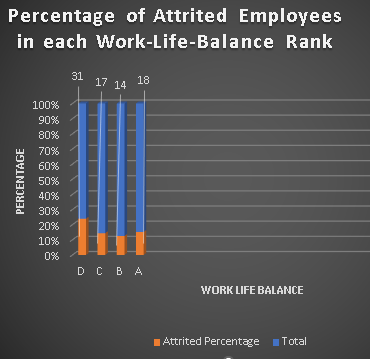 Percentage of Attrited Employees
in each Work-Life-Balance Rank
31 17 14 18
100%
90%
80%
70%
60%
50%
40%
30%
20%
10%
0%
PERCENTAGE
D C B A
WORK LIFE BALANCE
Attrited Percentage Total